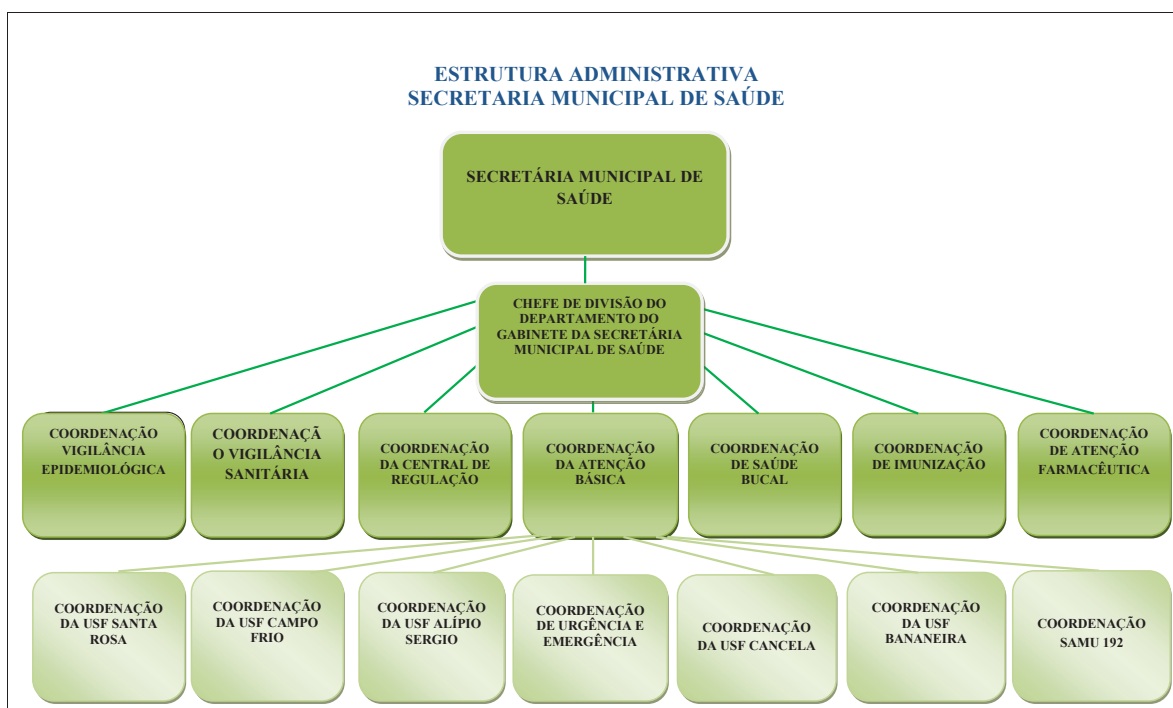 ESTRUTURA ADMINISTRATIVA
SECRETARIA MUNICIPAL DE SAÚDE
SECRETÁRIA MUNICIPAL DE
SAÚDE
CHEFE DE DIVISÃO DO
DEPARTAMENTO DO
GABINETE DA SECRETÁRIA
MUNICIPAL DE SAÚDE
COORDENAÇÃO
VIGILÂNCIA
EPIDEMIOLÓGICA
COORDENAÇÃ
O VIGILÂNCIA
SANITÁRIA
COORDENAÇÃO
DA CENTRAL DE
REGULAÇÃO
COORDENAÇÃO
DA ATENÇÃO
BÁSICA
COORDENAÇÃO
DE SAÚDE
BUCAL
COORDENAÇÃO
DE IMUNIZAÇÃO
COORDENAÇÃO
DE ATENÇÃO
FARMACÊUTICA
COORDENAÇÃO
DA USF SANTA
ROSA
COORDENAÇÃO
DA USF CAMPO
FRIO
COORDENAÇÃO
DA USF ALÍPIO
SERGIO
COORDENAÇÃO
DE URGÊNCIA E
EMERGÊNCIA
COORDENAÇÃO
DA USF CANCELA
COORDENAÇÃO
DA USF
BANANEIRA
COORDENAÇÃO
SAMU 192